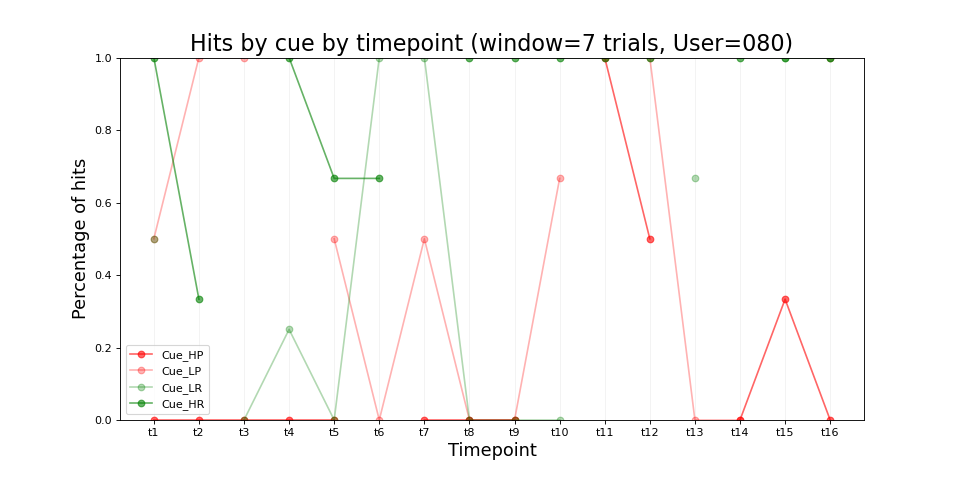 Hits by cue by timepoint (window=7 trials, User=080)
Percentage of hits
1.0
0.8
0.6
0.4
0.2
0.0
Cue_HP
Cue_LP
Cue_LR
Cue_HR
t1 t2 t3 t4 t5 t6 t7 t8 t9 t10 t11 t12 t13 t14 t15 t16
Timepoint